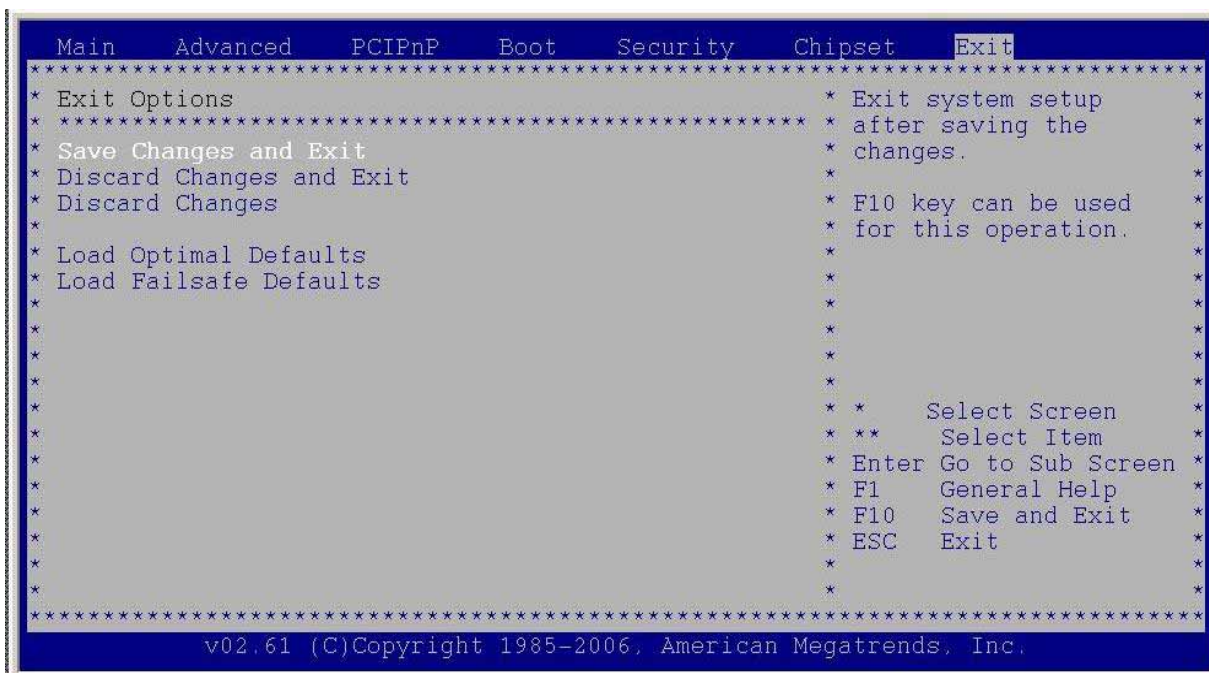 Main Advanced PCIPnP Boot Security Chipset Exit
********************************************************************************
* Exit Options * Exit system setup *
* *************************************************** * after saving the *
* Save Changes and Exit * changes. *
* Discard Changes and Exit * *
* Discard Changes * F10 key can be used *
* * for this operation. *
* Load Optimal Defaults * *
* Load Failsafe Defaults * *
* * *
* * *
* * *
* * *
* * * Select Screen *
* * ** Select Item *
* * Enter Go to Sub Screen *
* * F1 General Help *
* * F10 Save and Exit *
* * ESC Exit *
* * *
* * *
********************************************************************************
v02.61 (C)Copyright 1985-2006, American Megatrends, Inc.